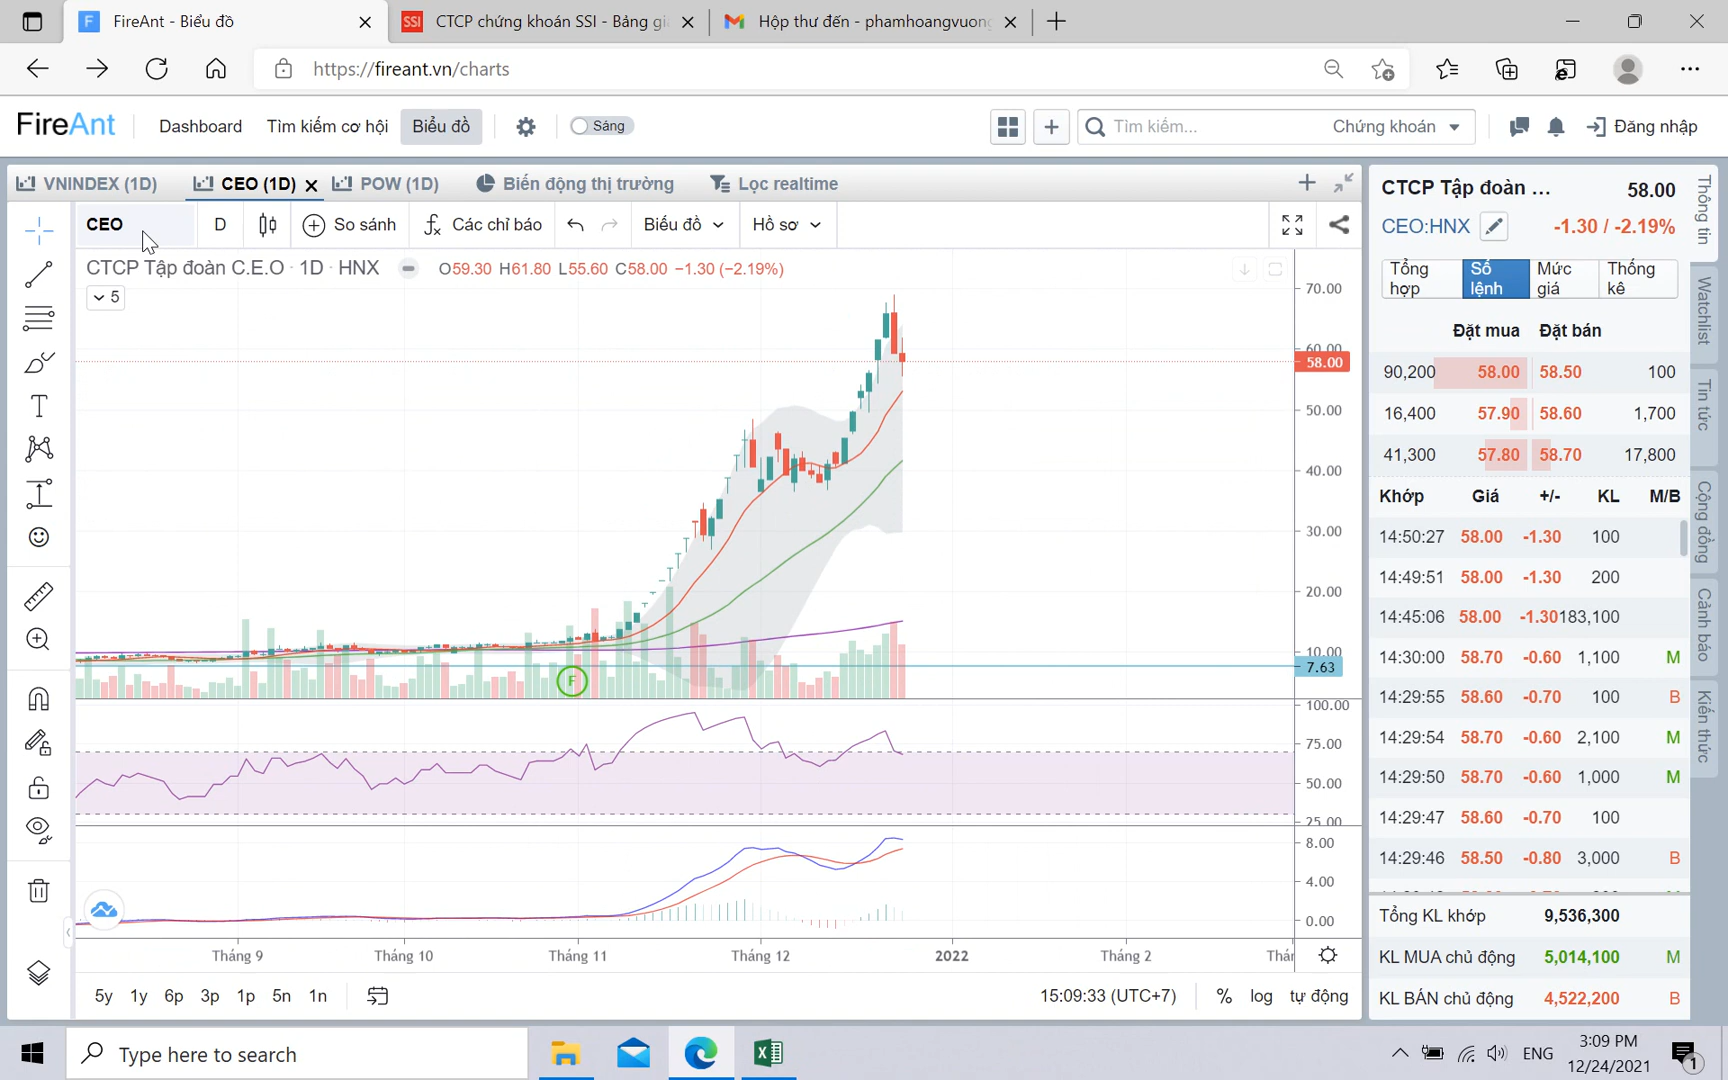 FireAnt - Biểu đồ
SSI CTCP chứng khoán SSI - Bảng gi
Hộp thư đến - phamhoangvuong
https://fireant.vn/charts
FireAnt
Dashboard
Tìm kiếm cơ hội
Biểu đồ
Sáng
Tìm kiếm...
Chứng khoán
Đăng nhập
VNINDEX (1D)
CEO (1D)
POW (1D)
Biến động thị trường
Lọc realtime
CEO
D
So sánh
Các chỉ báo
Biểu đồ
Hồ sơ
CTCP Tập đoàn C.E.O · 1D · HNX
O59.30 H61.80 L55.60 C58.00 −1.30 (−2.19%)
5
70.00
60.00
58.00
50.00
40.00
30.00
20.00
10.00
7.63
F
100.00
75.00
50.00
25.00
8.00
4.00
0.00
Tháng 9
Tháng 10
Tháng 11
Tháng 12
2022
Tháng 2
Thár
5y 1y 6p 3p 1p 5n 1n
15:09:33 (UTC+7)
% log tự động
CTCP Tập đoàn ... 58.00
CEO:HNX -1.30 / -2.19%
Tổng hợp
Số lệnh
Mức giá
Thống kê
Đặt mua Đặt bán
90,200 58.00 58.50 100
16,400 57.90 58.60 1,700
41,300 57.80 58.70 17,800
Khớp Giá +/- KL M/B
14:50:27 58.00 -1.30 100
14:49:51 58.00 -1.30 200
14:45:06 58.00 -1.30 183,100
14:30:00 58.70 -0.60 1,100 M
14:29:55 58.60 -0.70 100 B
14:29:54 58.70 -0.60 2,100 M
14:29:50 58.70 -0.60 1,000 M
14:29:47 58.60 -0.70 100
14:29:46 58.50 -0.80 3,000 B
Tổng KL khớp 9,536,300
KL MUA chủ động 5,014,100 M
KL BÁN chủ động 4,522,200 B
Thông tin
Watchlist
Tin tức
Cộng đồng
Cảnh báo
Kiến thức
Type here to search
ENG
3:09 PM
12/24/2021
1